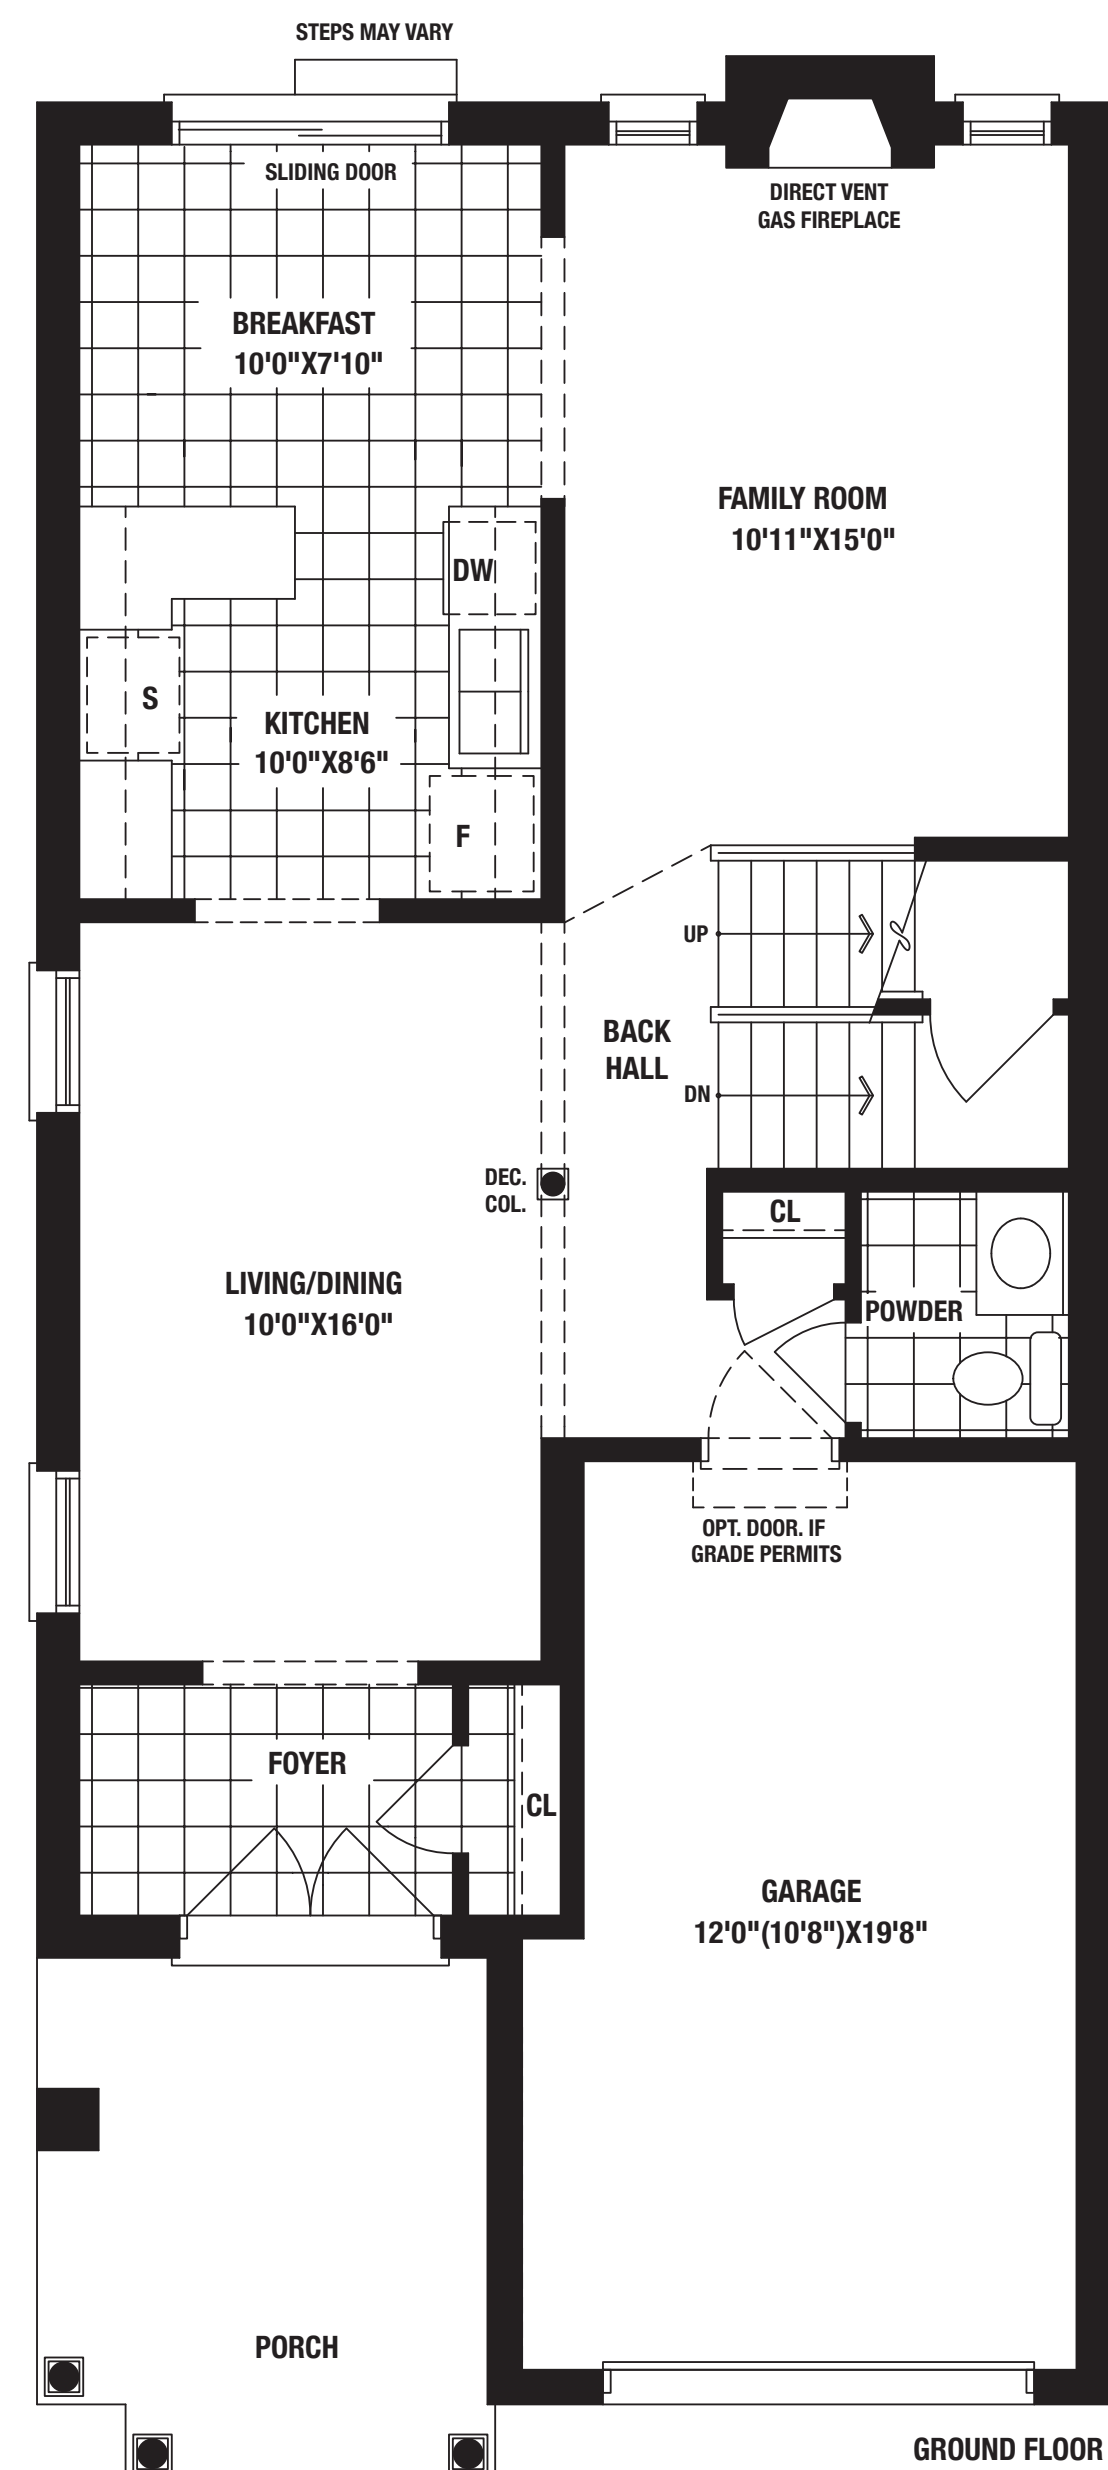 STEPS MAY VARY
SLIDING DOOR
DIRECT VENT
GAS FIREPLACE
BREAKFAST
10'0"X7'10"
FAMILY ROOM
10'11"X15'0"
DW
S
KITCHEN
10'0"X8'6"
F
UP
BACK
HALL
DN
DEC.
COL.
CL
LIVING/DINING
10'0"X16'0"
POWDER
OPT. DOOR. IF
GRADE PERMITS
FOYER
CL
GARAGE
12'0"(10'8")X19'8"
PORCH
GROUND FLOOR